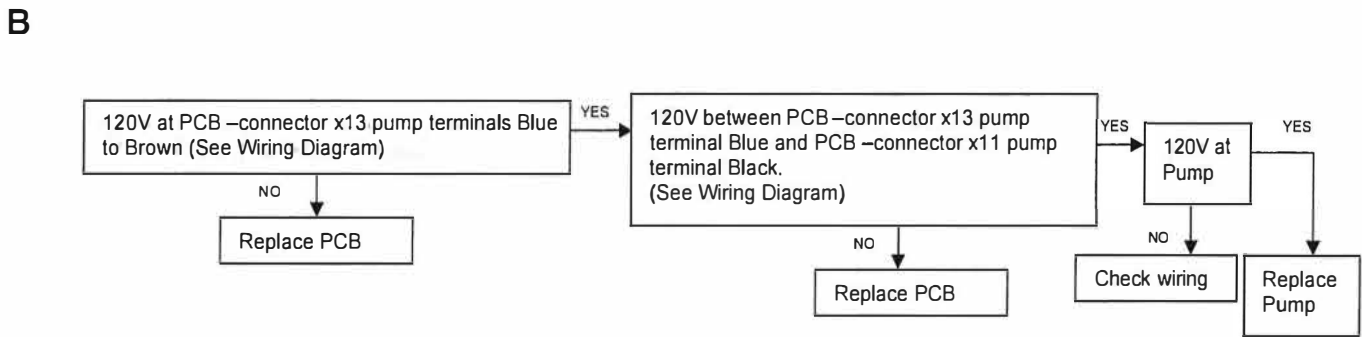 B
120V at PCB –connector x13 pump terminals Blue
to Brown (See Wiring Diagram)
YES
120V between PCB –connector x13 pump
terminal Blue and PCB –connector x11 pump
terminal Black.
(See Wiring Diagram)
YES
120V at
Pump
YES
NO
Replace PCB
NO
Replace PCB
NO
Check wiring
Replace
Pump